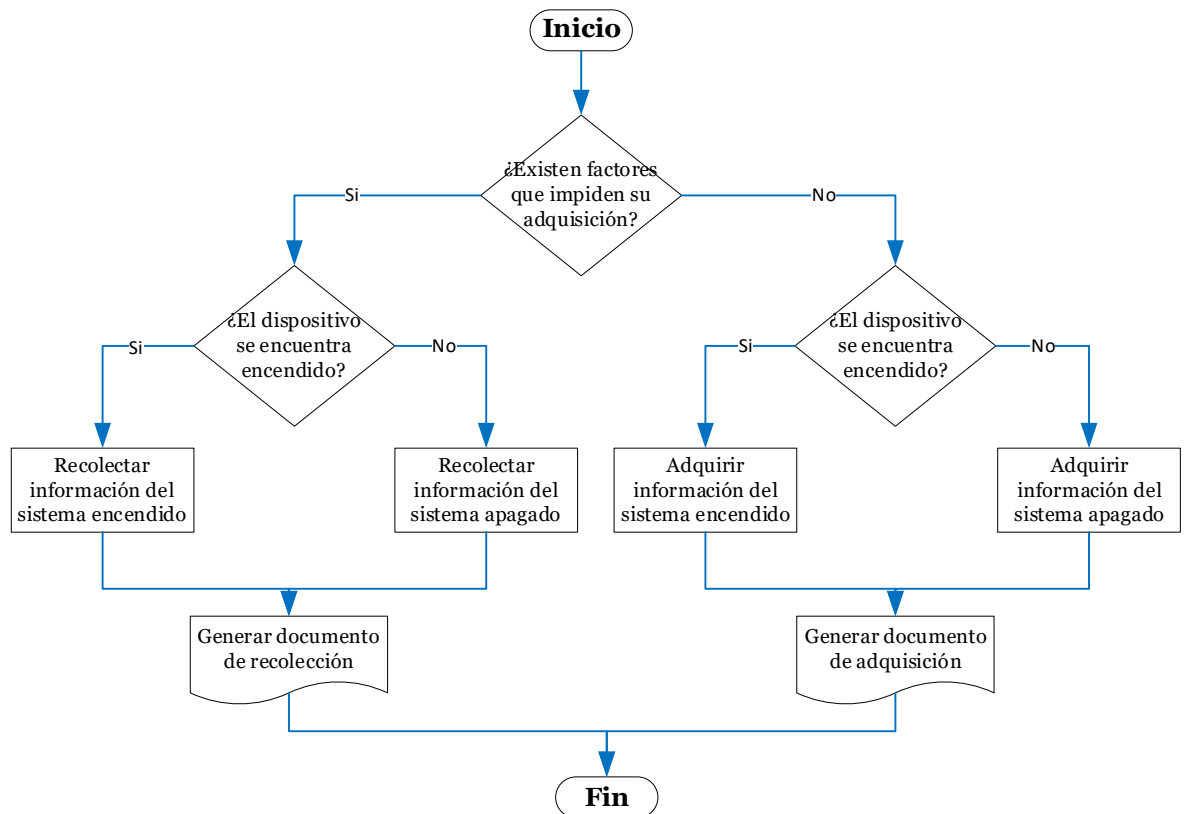 Inicio
¿Existen factores
que impiden su
adquisición?
Si
No
¿El dispositivo
se encuentra
encendido?
¿El dispositivo
se encuentra
encendido?
Si
No
Si
No
Recolectar
información del
sistema encendido
Recolectar
información del
sistema apagado
Adquirir
información del
sistema encendido
Adquirir
información del
sistema apagado
Generar documento
de recolección
Generar documento
de adquisición
Fin